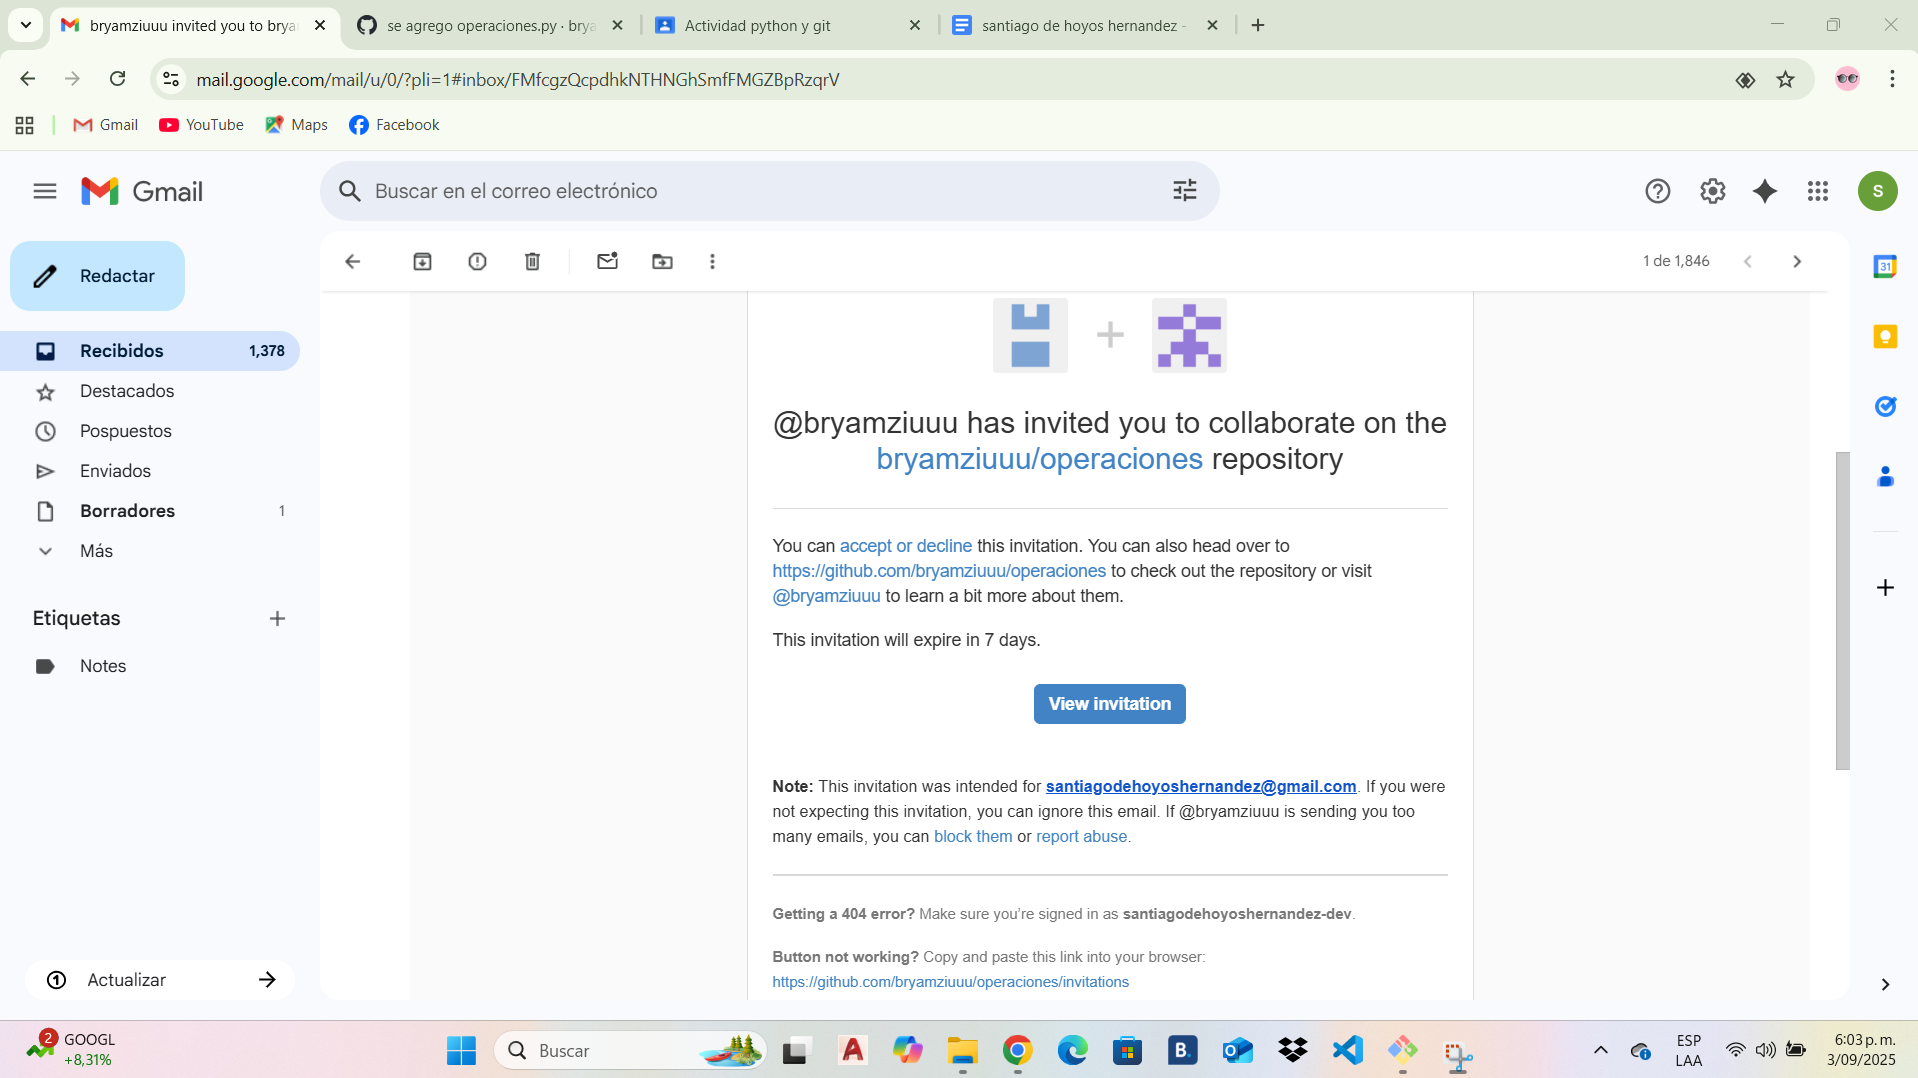 bryamziuuu invited you to brya
se agrego operaciones.py · brya
Actividad python y git
santiago de hoyos hernandez -
mail.google.com/mail/u/0/?pli=1#inbox/FMfcgzQcpdhkNTHNGhSmfFMGZBpRzqrV
Gmail
YouTube
Maps
Facebook
Gmail
Buscar en el correo electrónico
S
Redactar
1 de 1,846
31
Recibidos 1,378
Destacados
Pospuestos
Enviados
Borradores 1
Más
Etiquetas
Notes
Actualizar
@bryamziuuu has invited you to collaborate on the
bryamziuuu/operaciones repository
You can accept or decline this invitation. You can also head over to
https://github.com/bryamziuuu/operaciones to check out the repository or visit
@bryamziuuu to learn a bit more about them.
This invitation will expire in 7 days.
View invitation
Note: This invitation was intended for santiagodehoyoshernandez@gmail.com. If you were
not expecting this invitation, you can ignore this email. If @bryamziuuu is sending you too
many emails, you can block them or report abuse.
Getting a 404 error? Make sure you’re signed in as santiagodehoyoshernandez-dev.
Button not working? Copy and paste this link into your browser:
https://github.com/bryamziuuu/operaciones/invitations
2
GOOGL
+8,31%
Buscar
A
B.
ESP
LAA
6:03 p. m.
3/09/2025